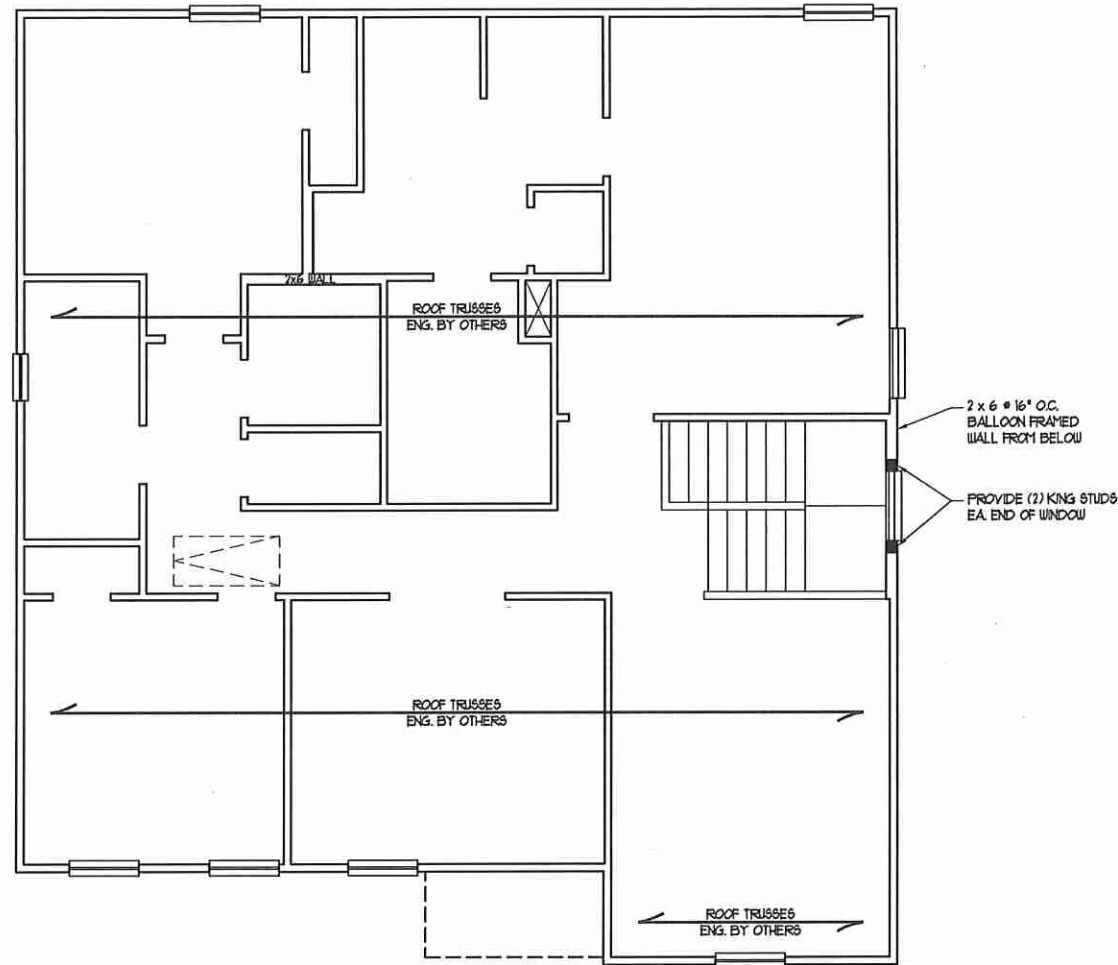 2x6 WALL
ROOF TRUSSES
ENG. BY OTHERS
2 x 6 @ 16" O.C.
BALLOON FRAMED
WALL FROM BELOW
PROVIDE (2) KING STUDS
EA. END OF WINDOW
ROOF TRUSSES
ENG. BY OTHERS
ROOF TRUSSES
ENG. BY OTHERS